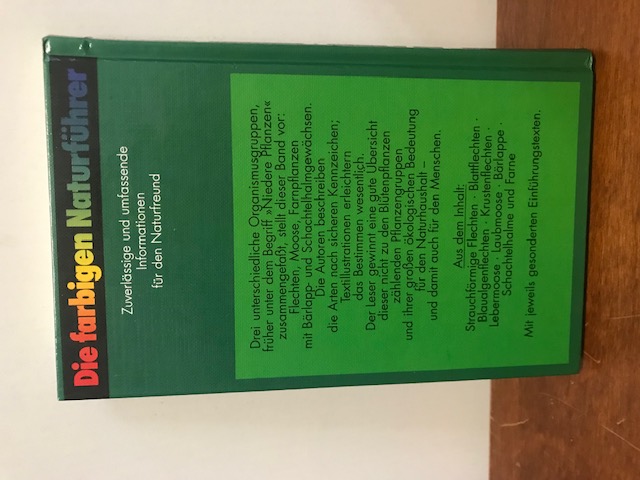 Die farbigen Naturführer
Zuverlässige und umfassende
Informationen
für den Naturfreund
Drei unterschiedliche Organismusgruppen,
früher unter dem Begriff »Niedere Pflanzen«
zusammengefaßt, stellt dieser Band vor:
Flechten, Moose, Farnpflanzen
mit Bärlapp- und Schachtelhalmgewächsen.
Die Autoren beschreiben
die Arten nach sicheren Kennzeichen;
Textillustrationen erleichtern
das Bestimmen wesentlich.
Der Leser gewinnt eine gute Übersicht
dieser nicht zu den Blütenpflanzen
zählenden Pflanzengruppen
und ihrer großen ökologischen Bedeutung
für den Naturhaushalt –
und damit auch für den Menschen.
Aus dem Inhalt:
Strauchförmige Flechten · Blattflechten ·
Blaualgenflechten · Krustenflechten ·
Lebermoose · Laubmoose · Bärlappe ·
Schachtelhalme und Farne
Mit jeweils gesonderten Einführungstexten.